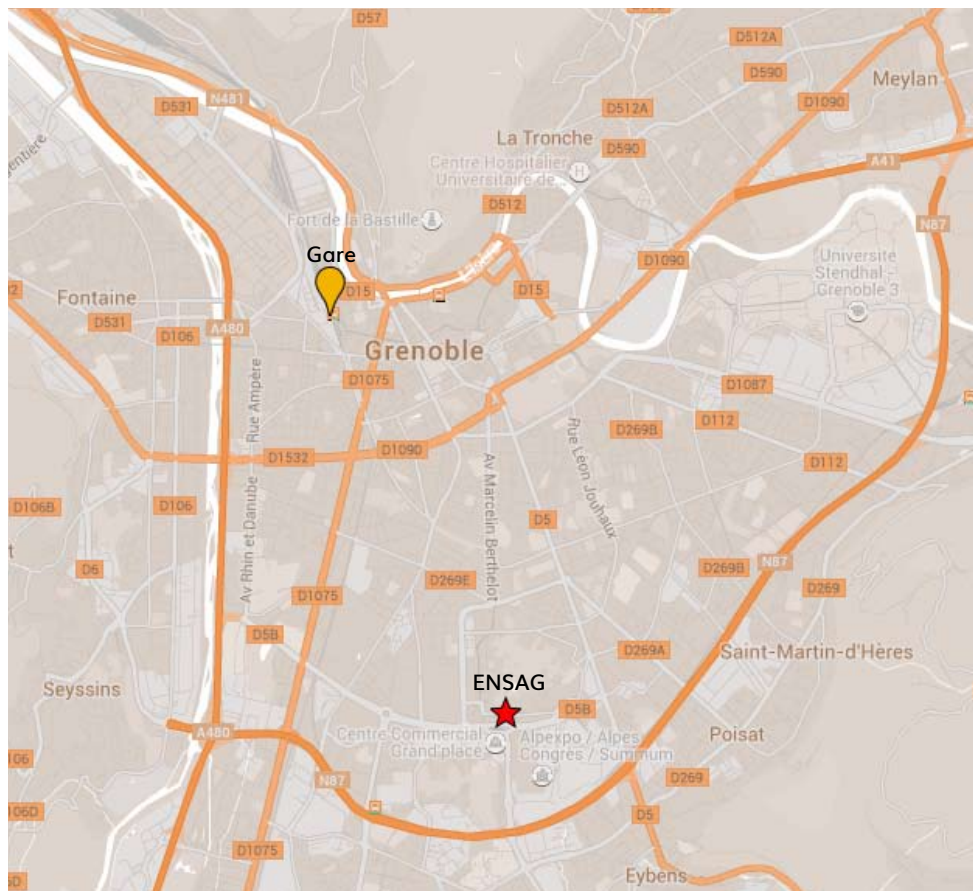 D57
D512A
D512A
Meylan
D590
N481
D531
D512A
D1090
La Tronche
D590
Centre Hospitalier
Universitaire de...
H
A41
D512
Fort de la Bastille
N87
Gare
Université
Stendhal -
Grenoble 3
D1090
D15
D15
Fontaine
D531
D106
A480
Grenoble
D1075
D1087
Rue Ampère
D112
D269B
Rue Léon Jouhaux
D1532
D1090
D112
Av Marcelin Berthelot
D106B
D106
D5
Av Rhin et Danube
D6
D269E
D269B
N87
D269
D1075
D5B
D269A
Saint-Martin-d'Hères
ENSAG
Seyssins
D5B
A480
Centre Commercial
Grand'place
Alpexpo / Alpes
Congrès / Summum
Poisat
N87
D269
D5
D1075
Eybens